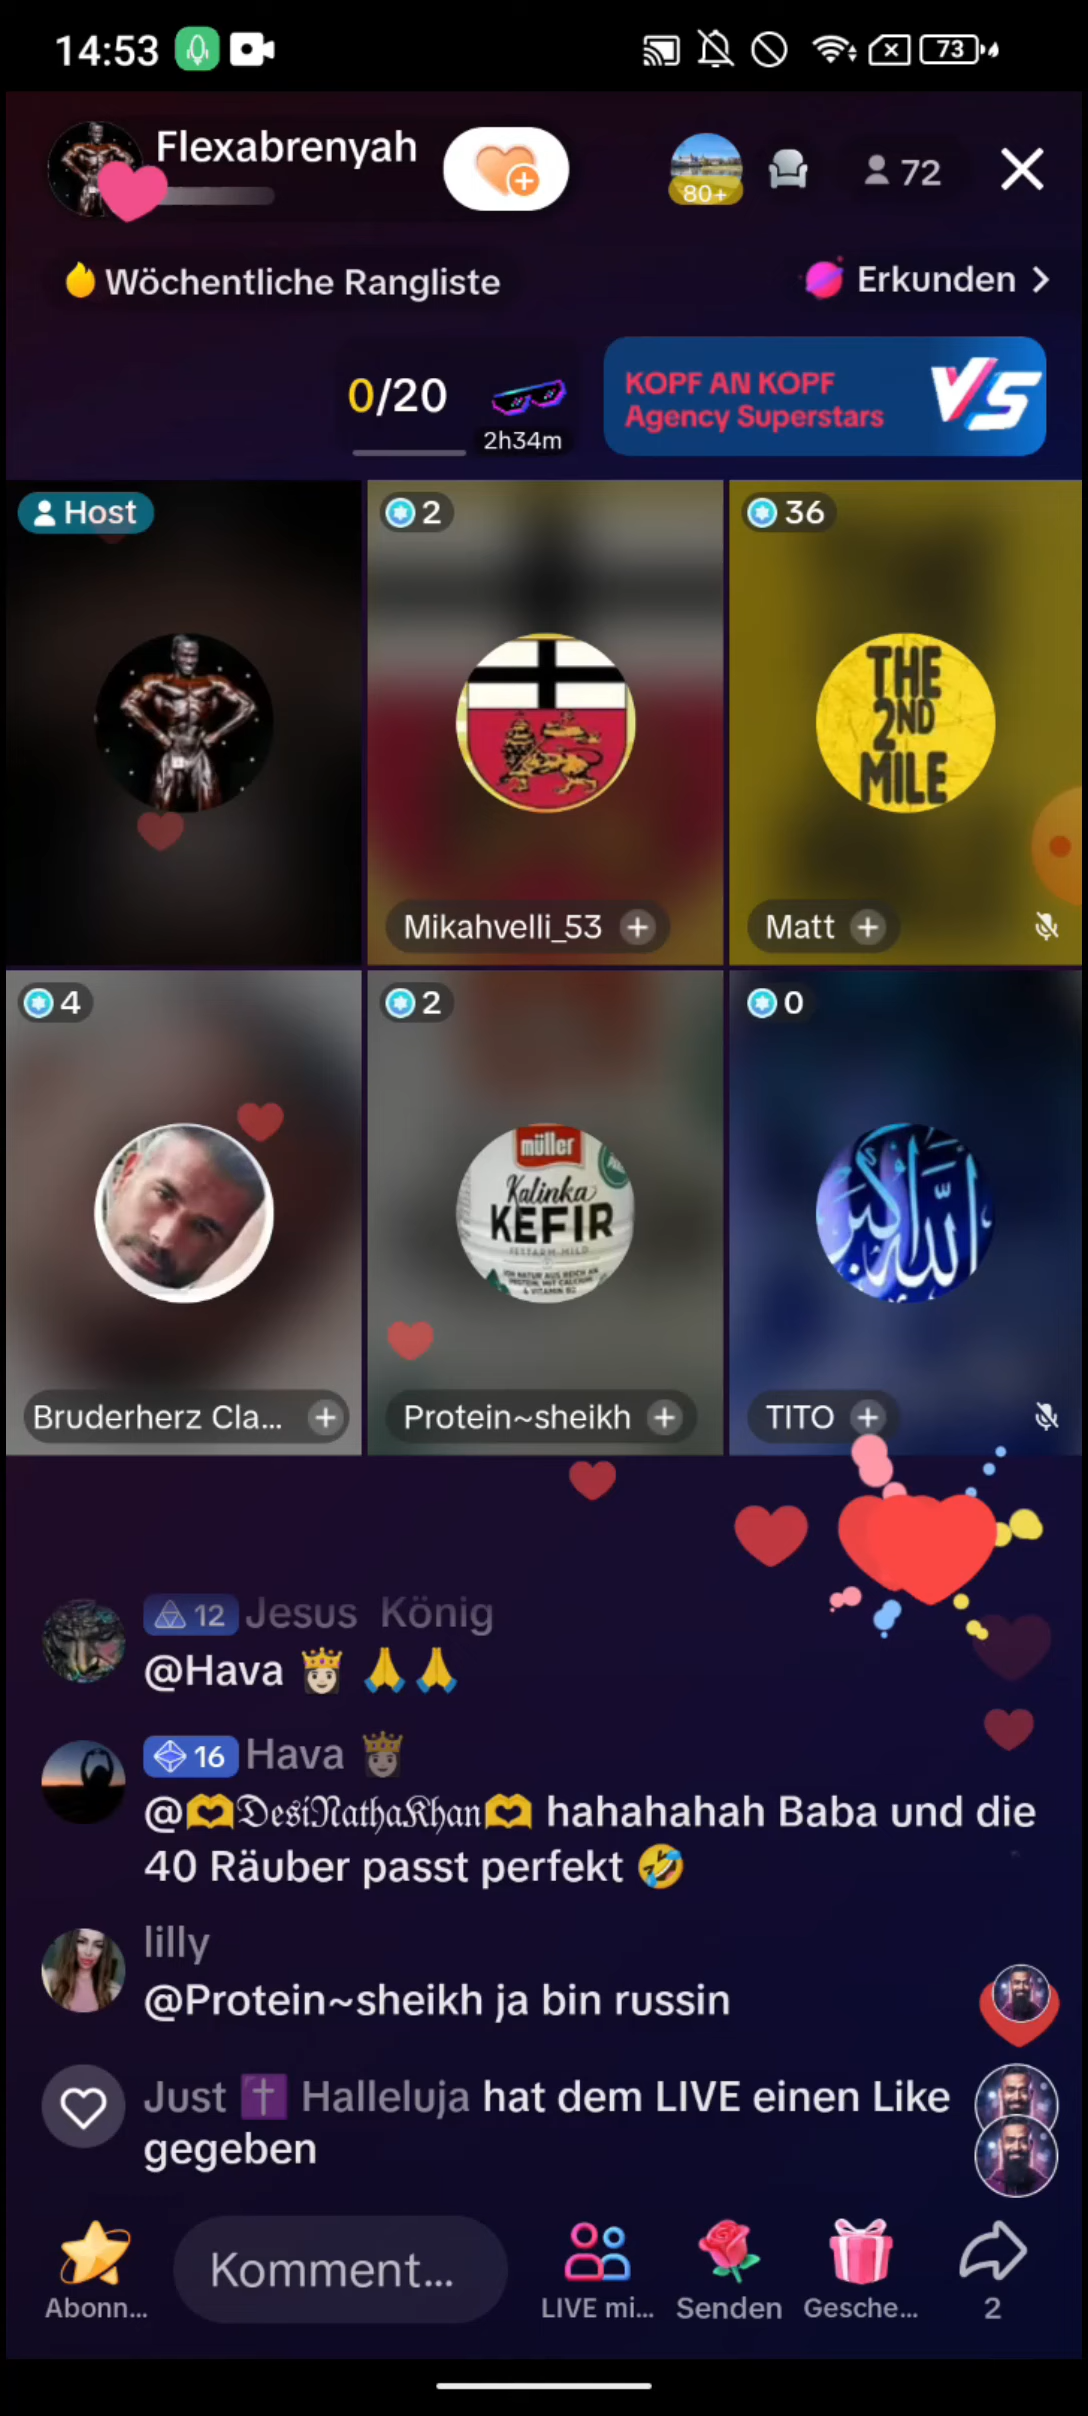 14:53
73
Flexabrenyah
80+
72
Wöchentliche Rangliste
Erkunden
0/20
2h34m
KOPF AN KOPF
Agency Superstars
VS
Host
2
36
THE
2ND
MILE
Mikahvelli_53
Matt
4
2
0
müller
Kalinka
KEFIR
الله أكبر
Bruderherz Cla...
Protein~sheikh
TITO
12 Jesus König
@Hava 👸🏻 🙏 🙏
16 Hava 👸🏻
@🫶𝔇𝔢𝔰𝔦𝔑𝔞𝔱𝔥𝔞𝔎𝔥𝔞𝔫🫶 hahahahah Baba und die
40 Räuber passt perfekt 🤣
lilly
@Protein~sheikh ja bin russin
Just ✝️ Halleluja hat dem LIVE einen Like
gegeben
Komment...
Abonn...
LIVE mi...
Senden
Gesche...
2